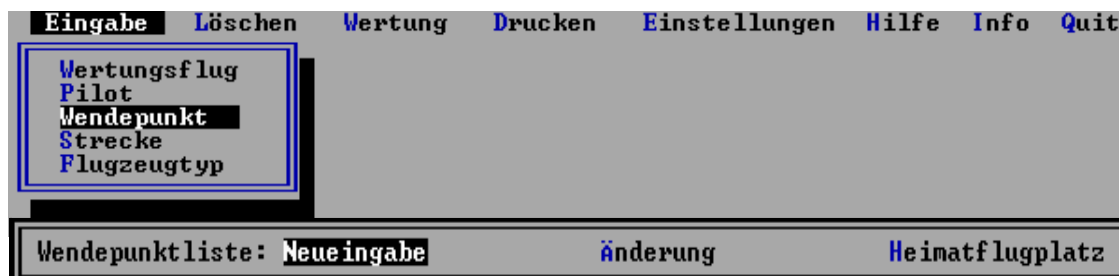 Eingabe Löschen Wertung Drucken Einstellungen Hilfe Info Quit
Wertungsflug
Pilot
Wendepunkt
Strecke
Flugzeugtyp
Wendepunktliste: Neueingabe Änderung Heimatflugplatz